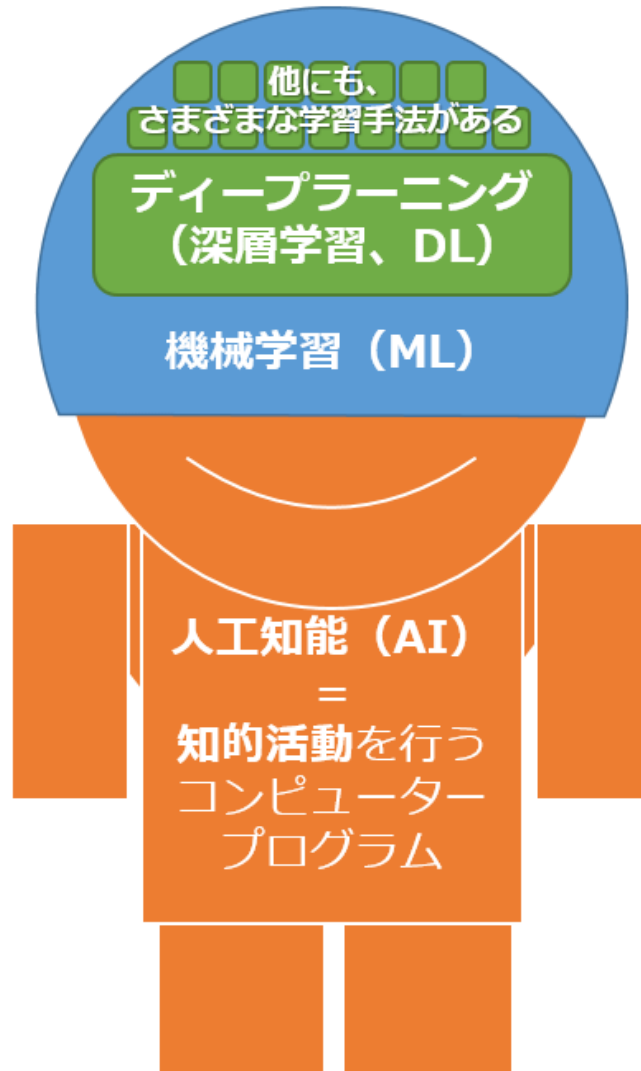 他にも、
さまざまな学習手法がある
ディープラーニング
（深層学習、DL）
機械学習（ML）
人工知能（AI）
＝
知的活動を行う
コンピューター
プログラム